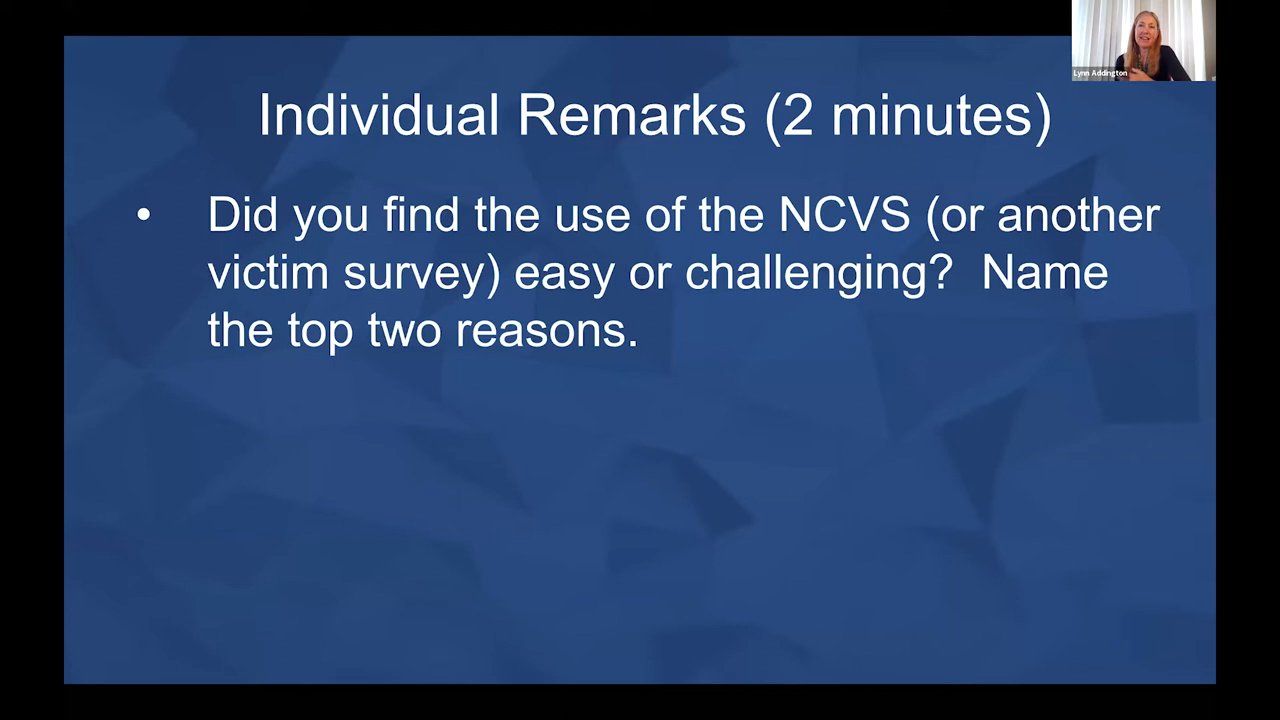 Lynn Addington
Individual Remarks (2 minutes)
• Did you find the use of the NCVS (or another
victim survey) easy or challenging?  Name
the top two reasons.